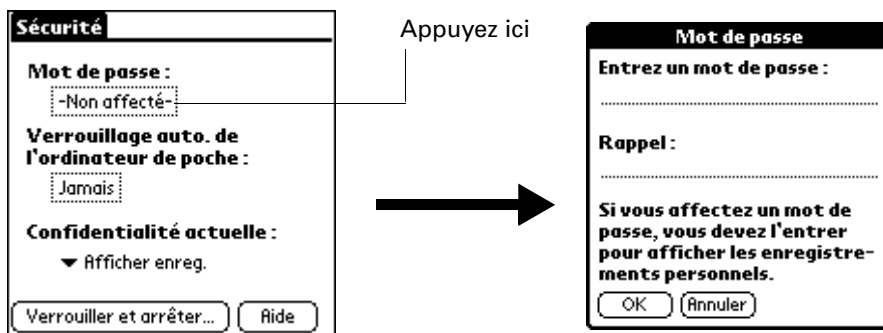 Sécurité
Mot de passe :
-Non affecté-
Verrouillage auto. de
l'ordinateur de poche :
Jamais
Confidentialité actuelle :
Afficher enreg.
Verrouiller et arrêter...
Aide
Appuyez ici
Mot de passe
Entrez un mot de passe :
Rappel :
Si vous affectez un mot de
passe, vous devez l'entrer
pour afficher les enregistre-
ments personnels.
OK
Annuler